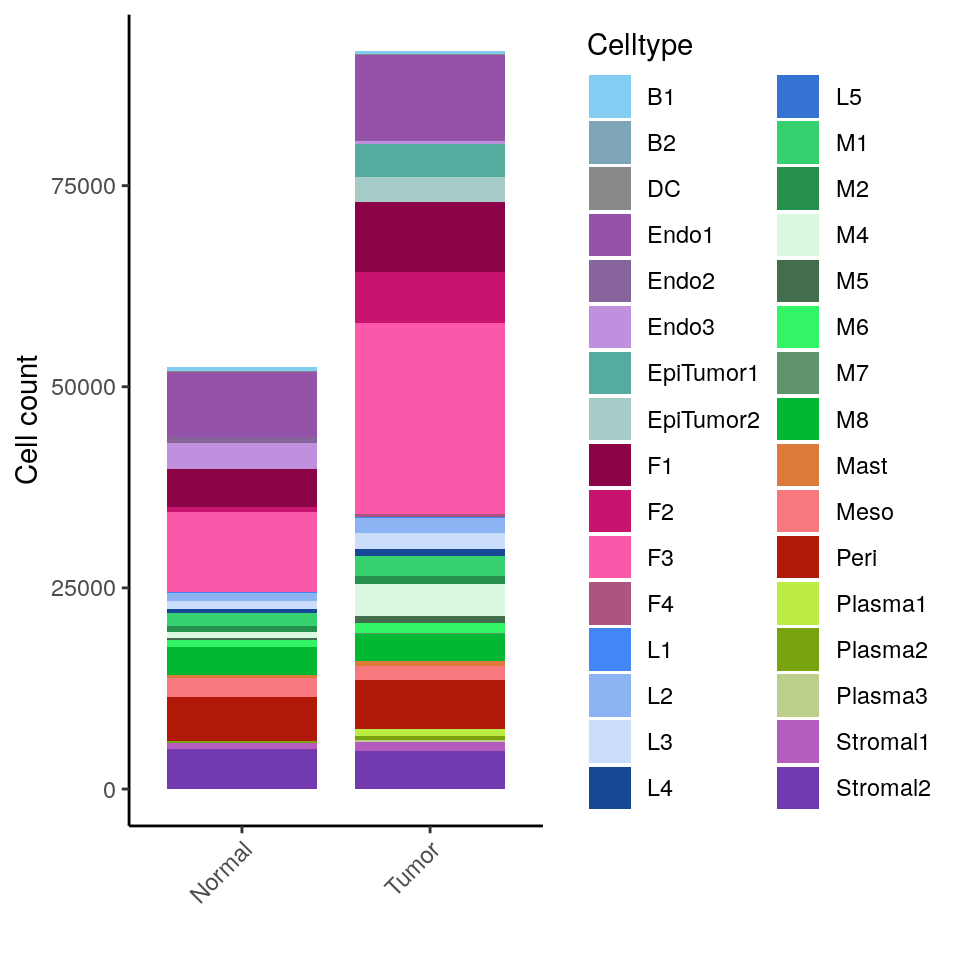 Cell count
75000
50000
25000
0
Normal
Tumor
Celltype
B1
B2
DC
Endo1
Endo2
Endo3
EpiTumor1
EpiTumor2
F1
F2
F3
F4
L1
L2
L3
L4
L5
M1
M2
M4
M5
M6
M7
M8
Mast
Meso
Peri
Plasma1
Plasma2
Plasma3
Stromal1
Stromal2